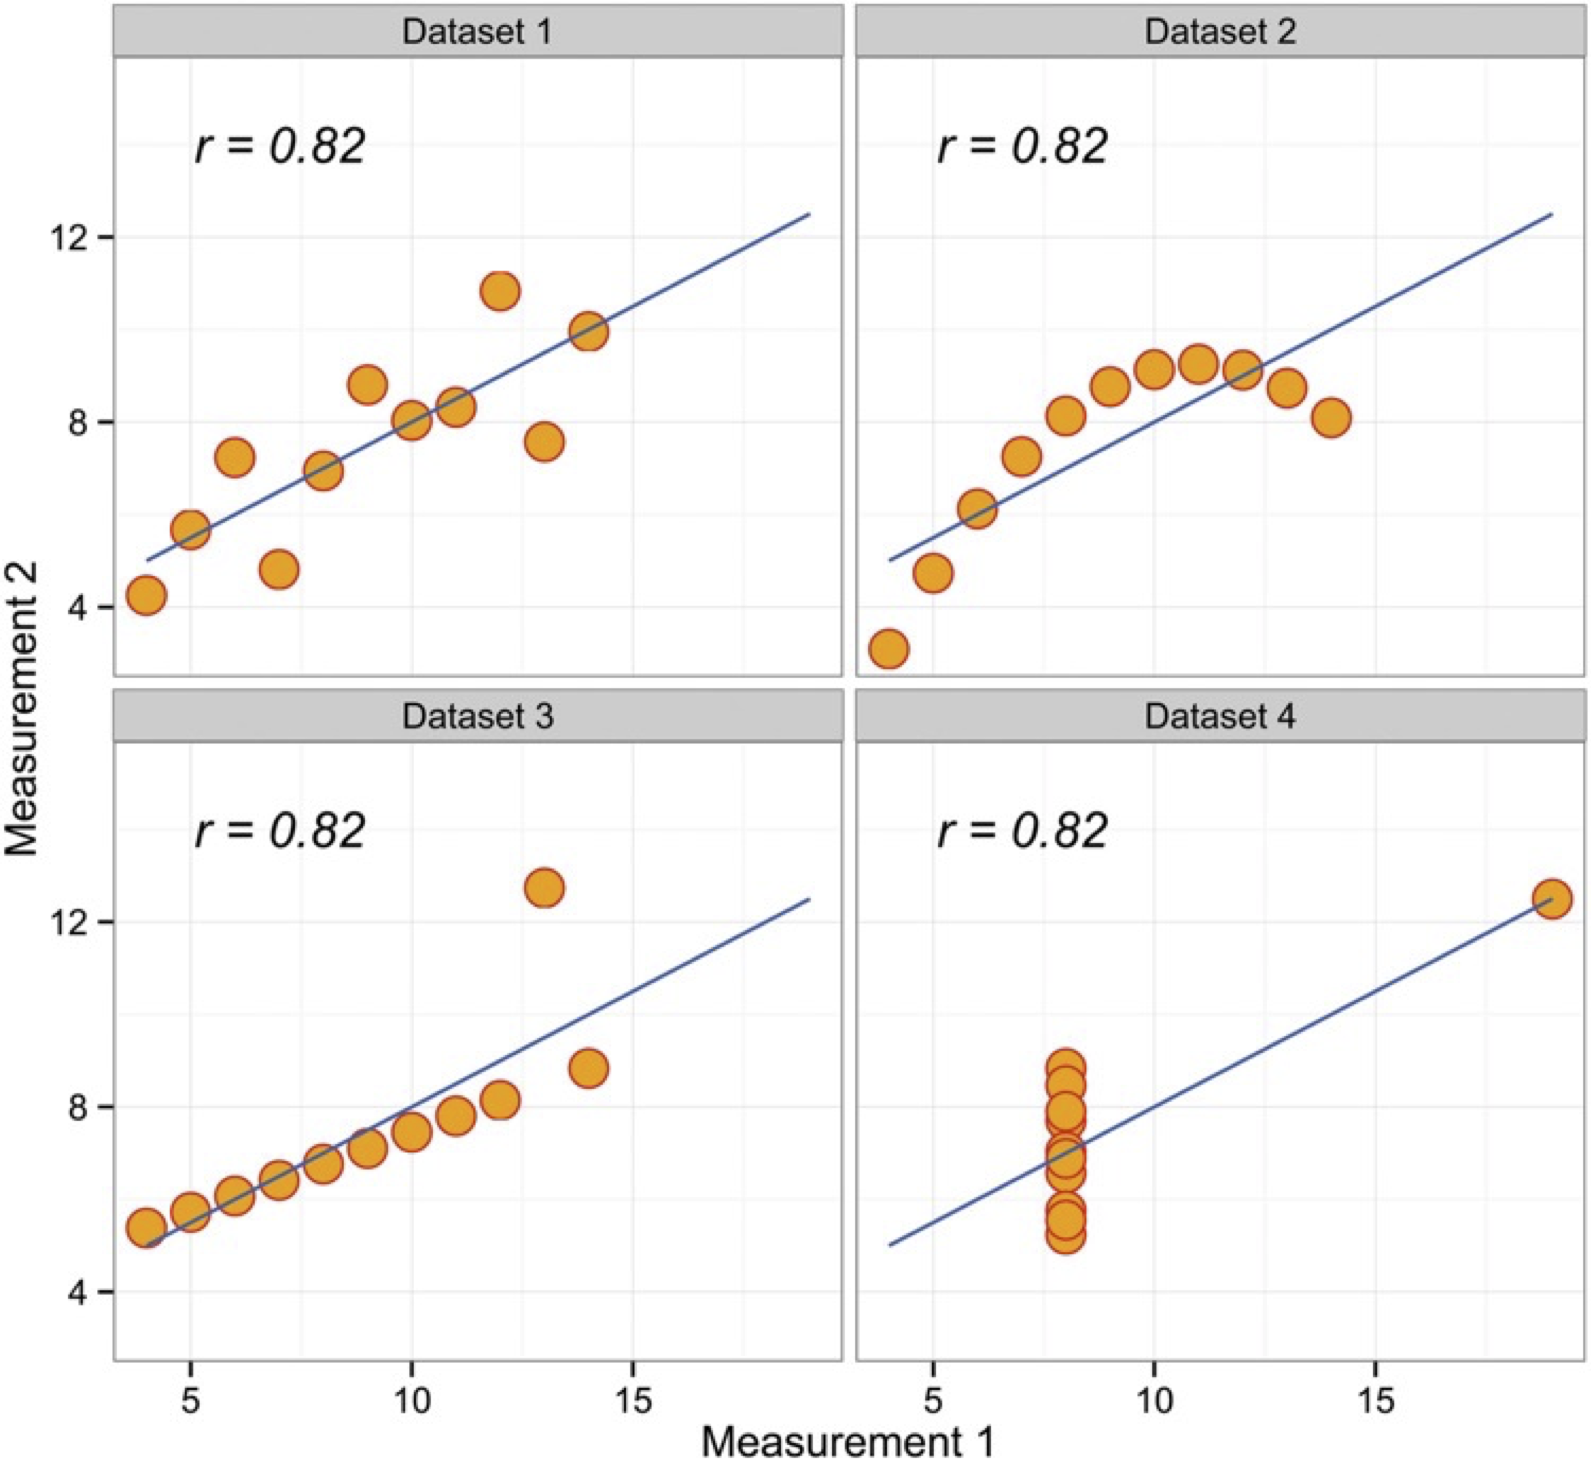 Dataset 1
Dataset 2
r = 0.82
r = 0.82
12
8
4
Dataset 3
Dataset 4
r = 0.82
r = 0.82
12
8
4
5
10
15
5
10
15
Measurement 1
Measurement 2